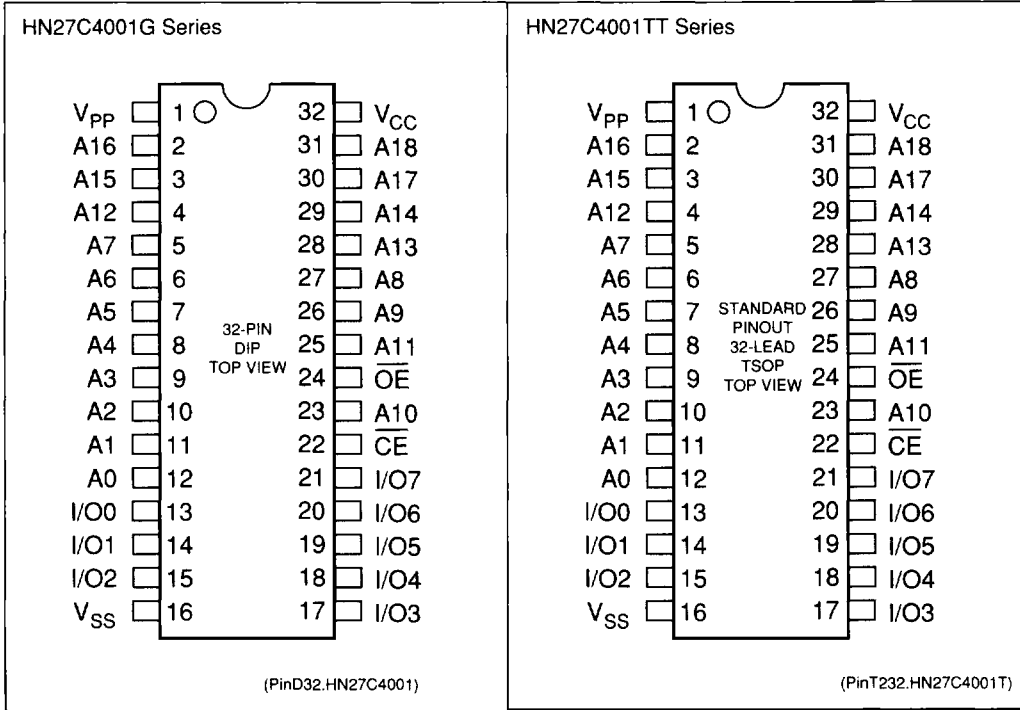 HN27C4001G Series
VPP 1 32 VCC
A16 2 31 A18
A15 3 30 A17
A12 4 29 A14
A7 5 28 A13
A6 6 27 A8
A5 7 26 A9
A4 8 25 A11
A3 9 24 OE
A2 10 23 A10
A1 11 22 CE
A0 12 21 I/O7
I/O0 13 20 I/O6
I/O1 14 19 I/O5
I/O2 15 18 I/O4
VSS 16 17 I/O3
32-PIN
DIP
TOP VIEW
(PinD32.HN27C4001)
HN27C4001TT Series
VPP 1 32 VCC
A16 2 31 A18
A15 3 30 A17
A12 4 29 A14
A7 5 28 A13
A6 6 27 A8
A5 7 26 A9
A4 8 25 A11
A3 9 24 OE
A2 10 23 A10
A1 11 22 CE
A0 12 21 I/O7
I/O0 13 20 I/O6
I/O1 14 19 I/O5
I/O2 15 18 I/O4
VSS 16 17 I/O3
STANDARD
PINOUT
32-LEAD
TSOP
TOP VIEW
(PinT232.HN27C4001T)